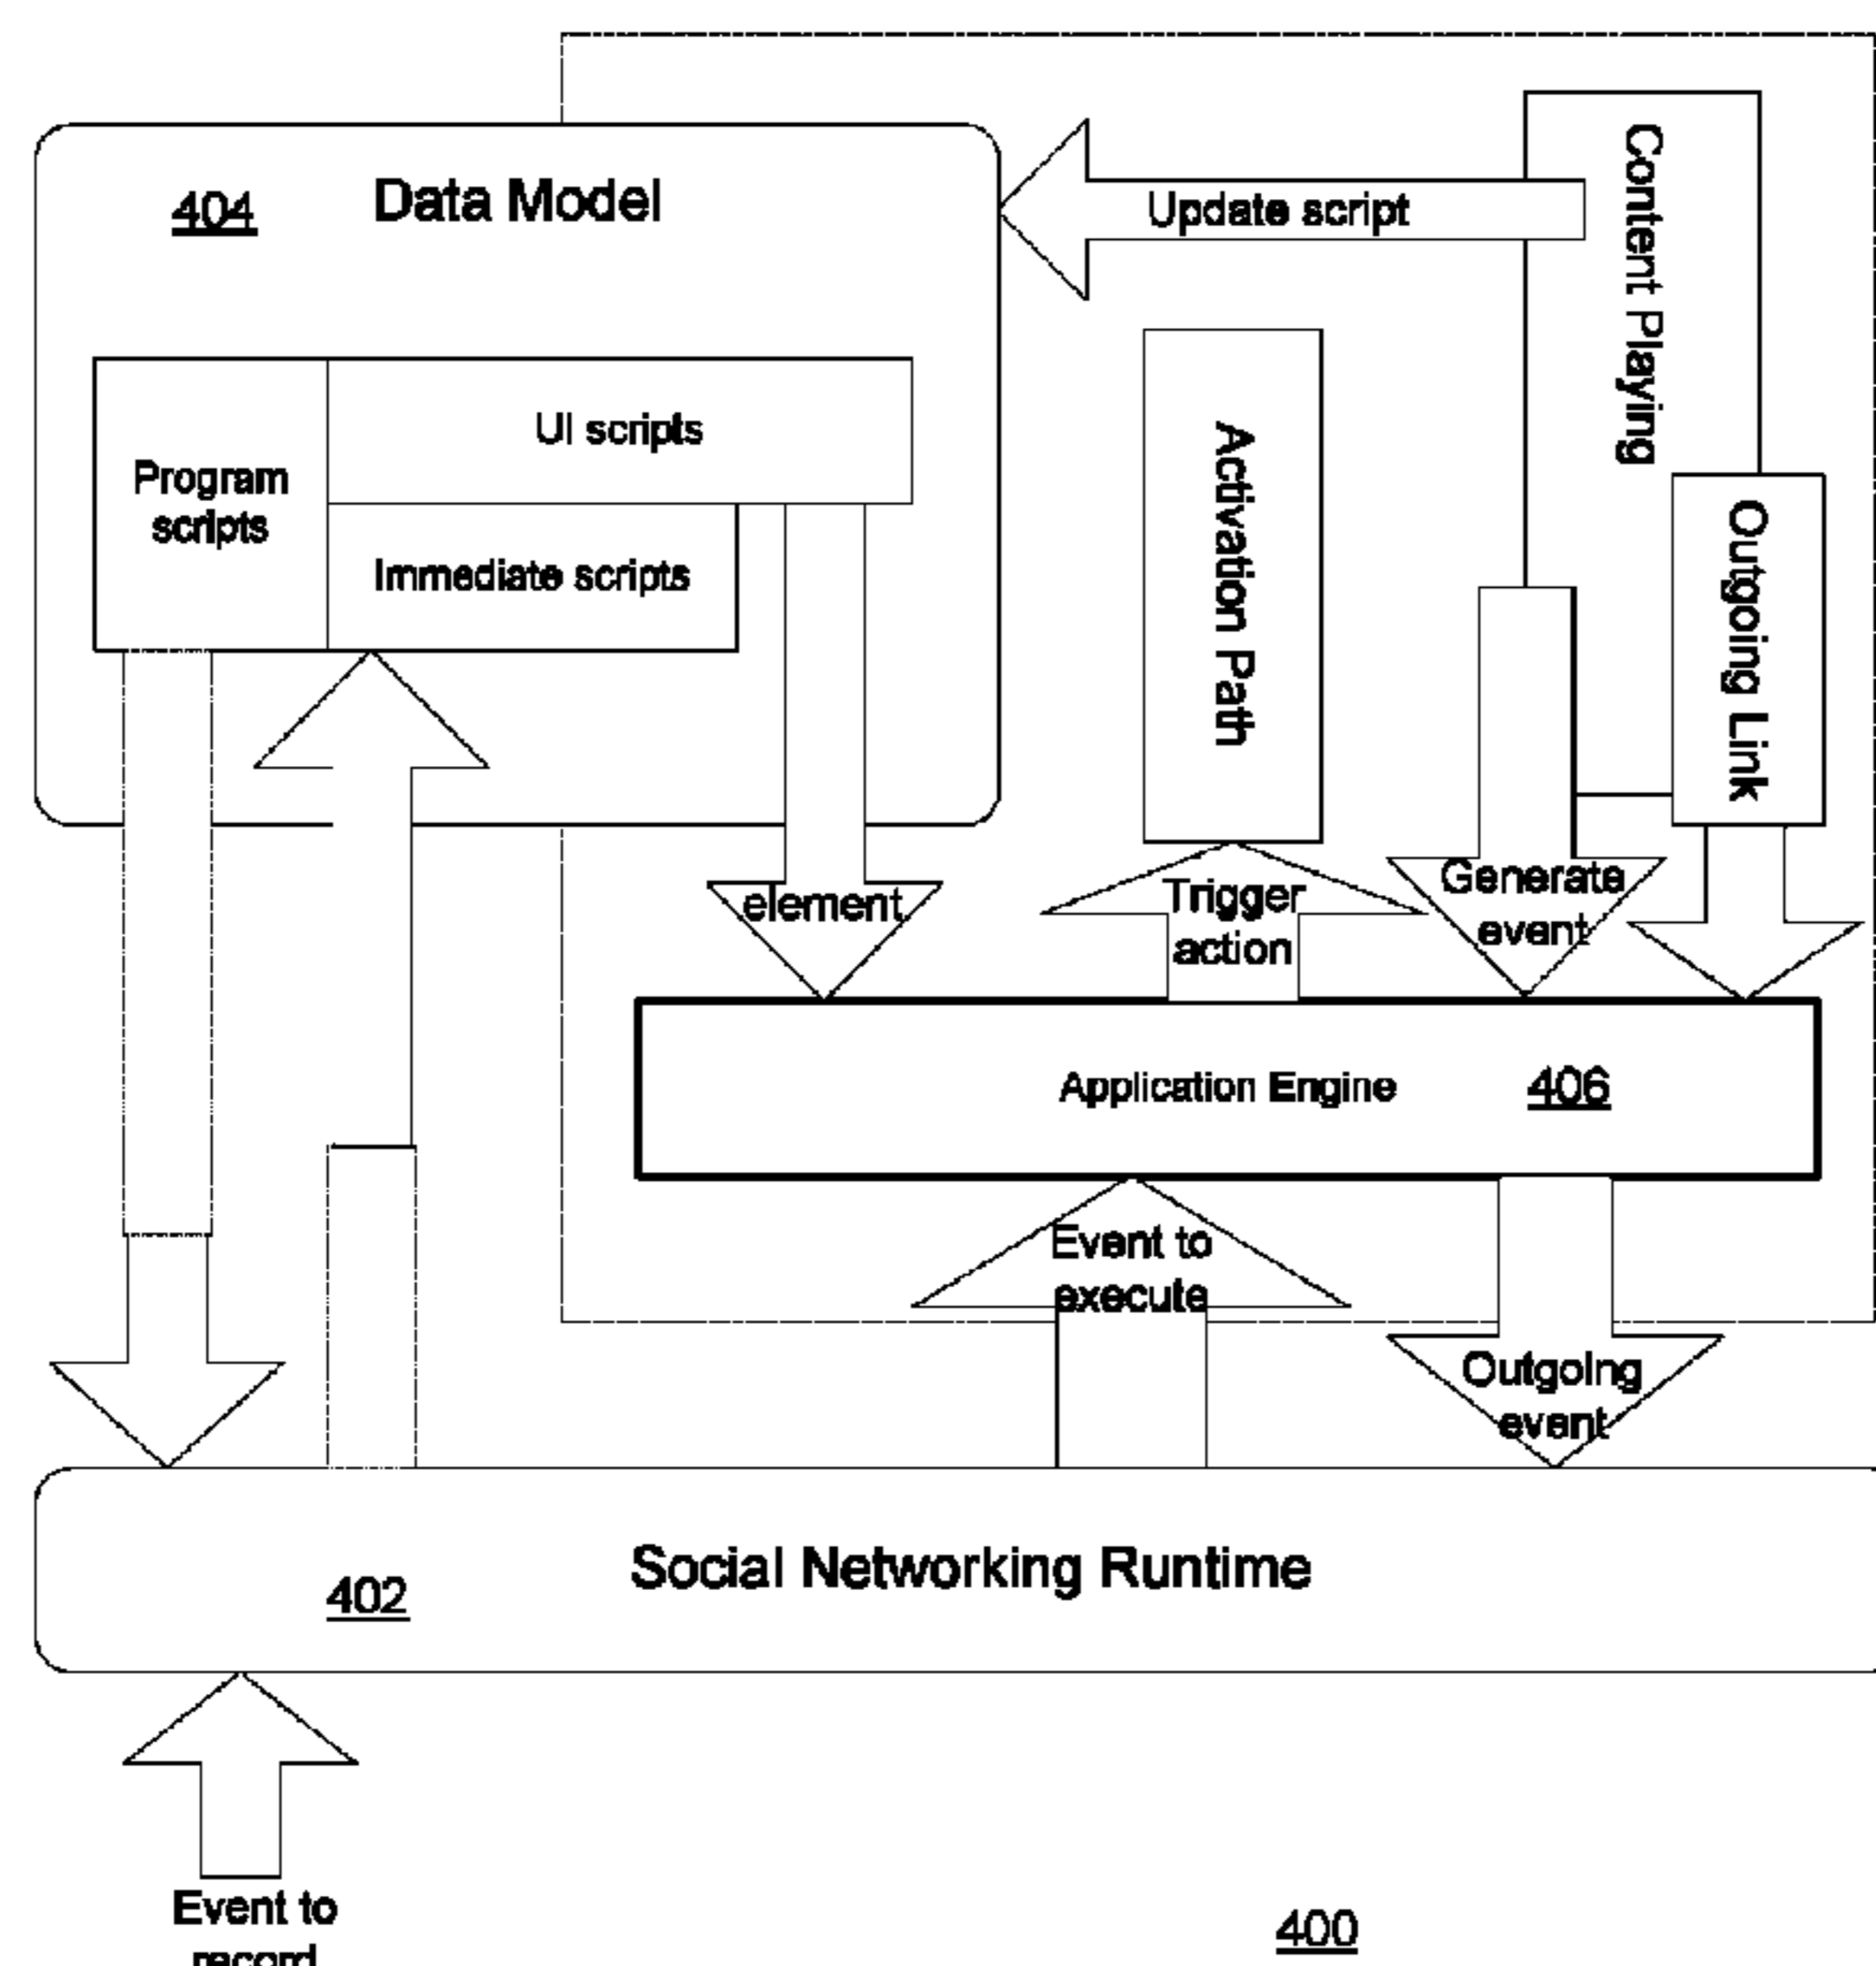 404
Data Model
Update script
Content Playing
UI scripts
Program
scripts
Immediate scripts
Activation Path
Outgoing Link
element
Trigger
action
Generate
event
Application Engine
406
Event to
execute
Outgoing
event
Social Networking Runtime
402
Event to
record
400